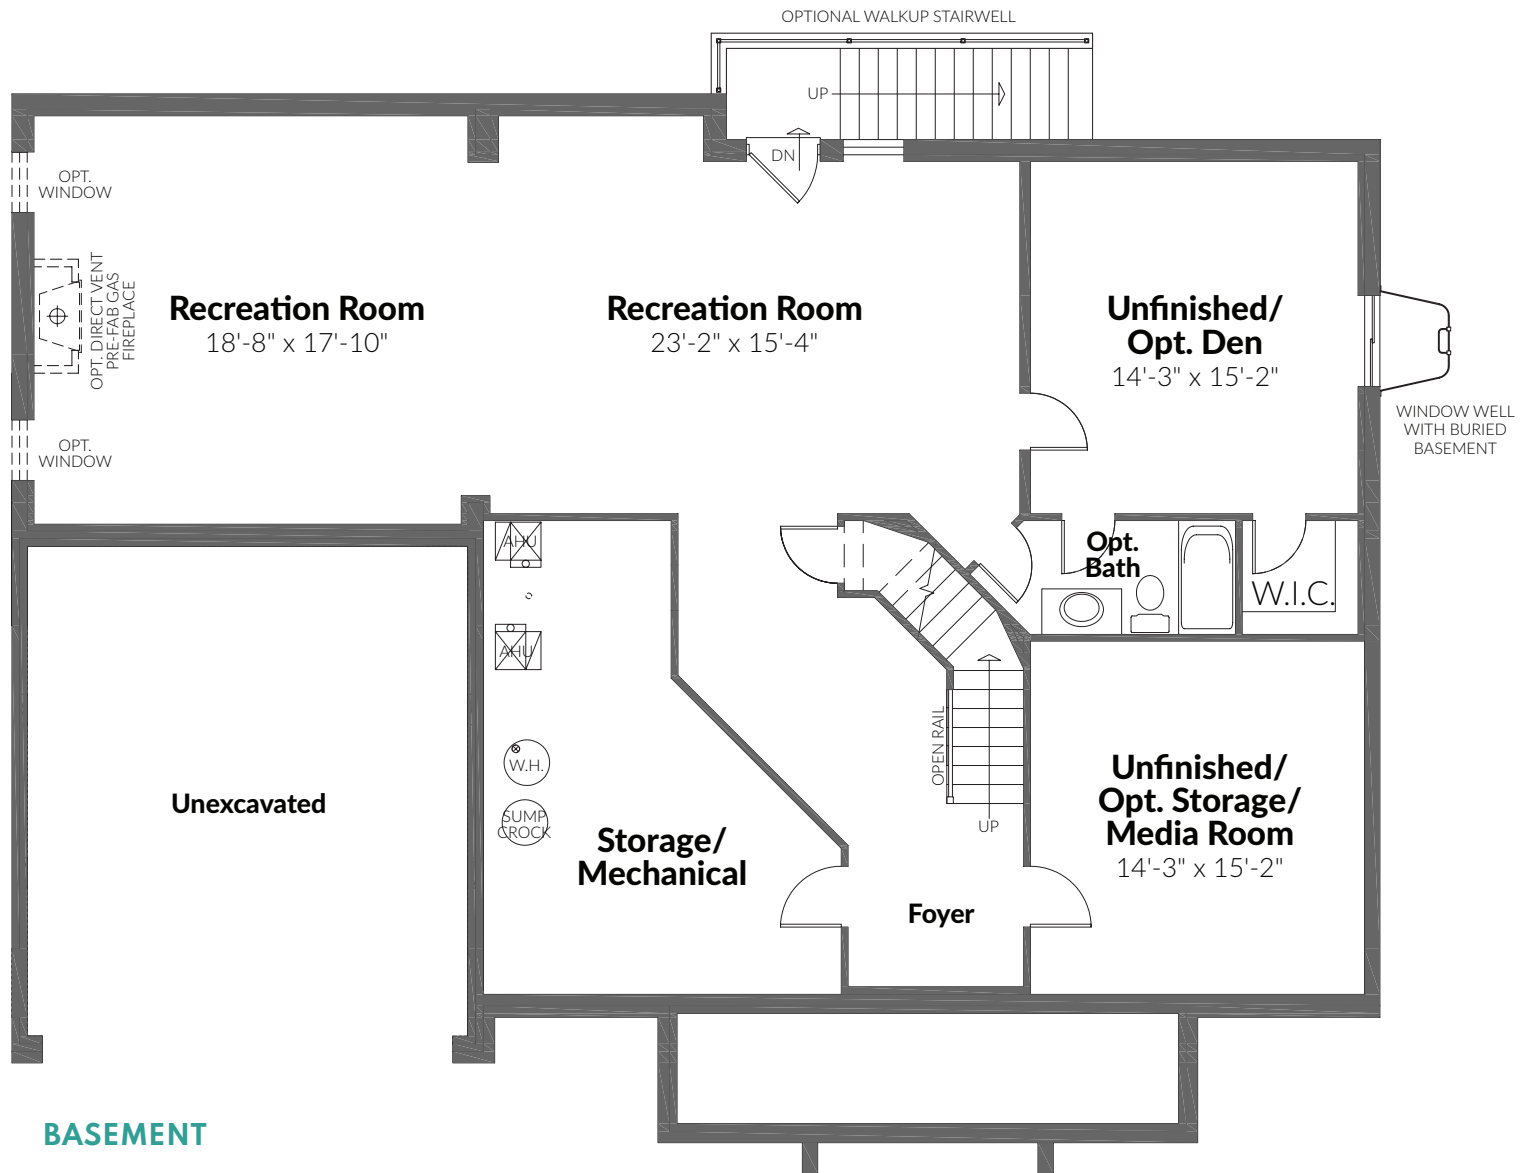 OPTIONAL WALKUP STAIRWELL
UP
DN
OPT.
WINDOW
OPT. DIRECT VENT
PRE-FAB GAS
FIREPLACE
Recreation Room
18'-8" x 17'-10"
Recreation Room
23'-2" x 15'-4"
Unfinished/
Opt. Den
14'-3" x 15'-2"
WINDOW WELL
WITH BURIED
BASEMENT
OPT.
WINDOW
AHU
AHU
Opt.
Bath
W.I.C.
OPEN RAIL
UP
W.H.
SUMP
CROCK
Unexcavated
Storage/
Mechanical
Unfinished/
Opt. Storage/
Media Room
14'-3" x 15'-2"
Foyer
BASEMENT